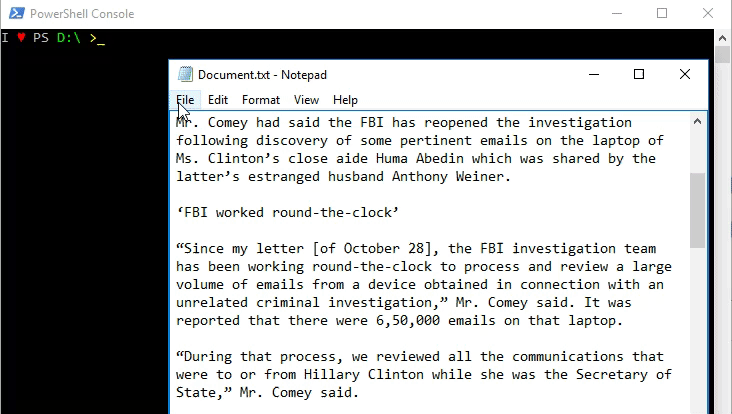 PowerShell Console
I ♥ PS D:\ >_
Document.txt - Notepad
File Edit Format View Help
Mr. Comey had said the FBI has reopened the investigation
following discovery of some pertinent emails on the laptop of
Ms. Clinton’s close aide Huma Abedin which was shared by the
latter’s estranged husband Anthony Weiner.
‘FBI worked round-the-clock’
“Since my letter [of October 28], the FBI investigation team
has been working round-the-clock to process and review a large
volume of emails from a device obtained in connection with an
unrelated criminal investigation,” Mr. Comey said. It was
reported that there were 6,50,000 emails on that laptop.
“During that process, we reviewed all the communications that
were to or from Hillary Clinton while she was the Secretary of
State,” Mr. Comey said.